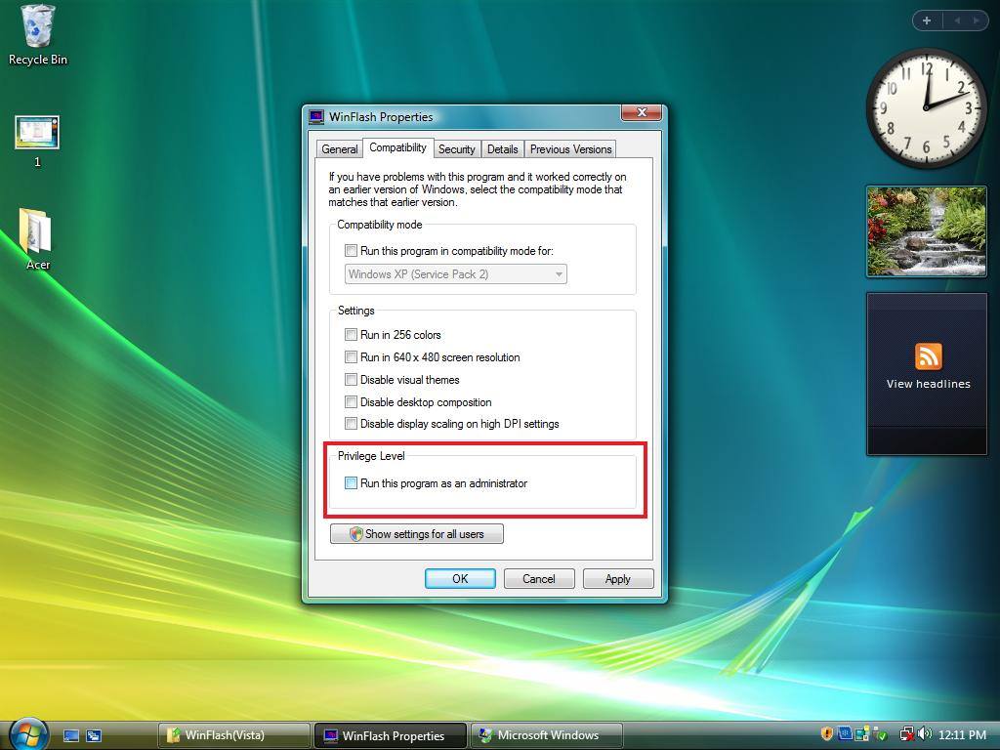 Recycle Bin
1
Acer
WinFlash Properties
General
Compatibility
Security
Details
Previous Versions
If you have problems with this program and it worked correctly on
an earlier version of Windows, select the compatibility mode that
matches that earlier version.
Compatibility mode
Run this program in compatibility mode for:
Windows XP (Service Pack 2)
Settings
Run in 256 colors
Run in 640 x 480 screen resolution
Disable visual themes
Disable desktop composition
Disable display scaling on high DPI settings
Privilege Level
Run this program as an administrator
Show settings for all users
OK
Cancel
Apply
12
1
2
3
4
5
6
7
8
9
10
11
View headlines
WinFlash(Vista)
WinFlash Properties
Microsoft Windows
12:11 PM